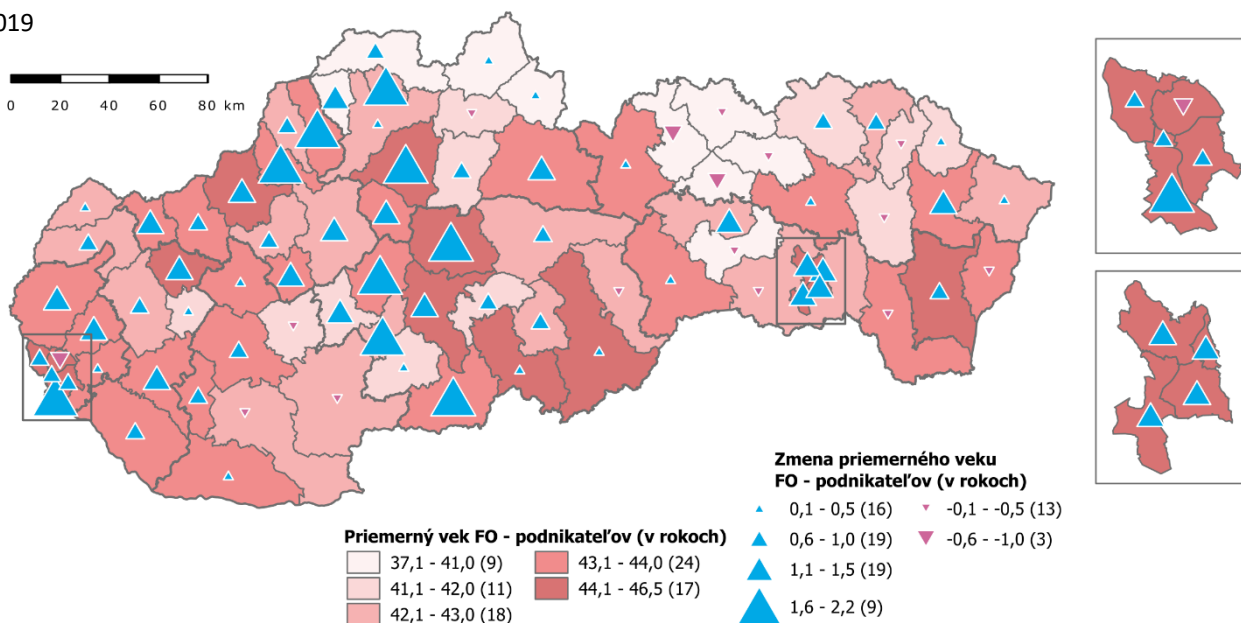 019
0 20 40 60 80 km
Zmena priemerného veku
FO - podnikateľov (v rokoch)
0,1 - 0,5 (16)
-0,1 - -0,5 (13)
0,6 - 1,0 (19)
-0,6 - -1,0 (3)
1,1 - 1,5 (19)
1,6 - 2,2 (9)
Priemerný vek FO - podnikateľov (v rokoch)
37,1 - 41,0 (9)
43,1 - 44,0 (24)
41,1 - 42,0 (11)
44,1 - 46,5 (17)
42,1 - 43,0 (18)